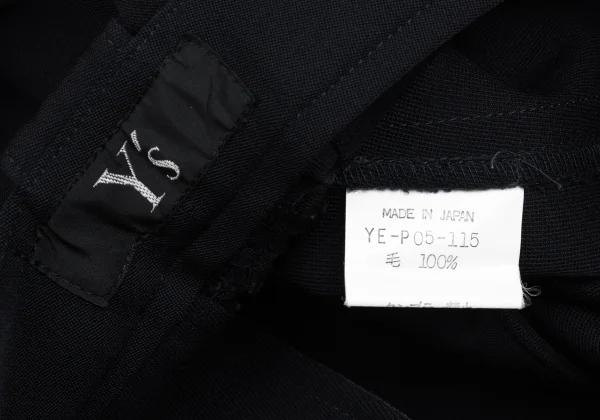 Y's
MADE IN JAPAN
YE-P05-115
毛 100%